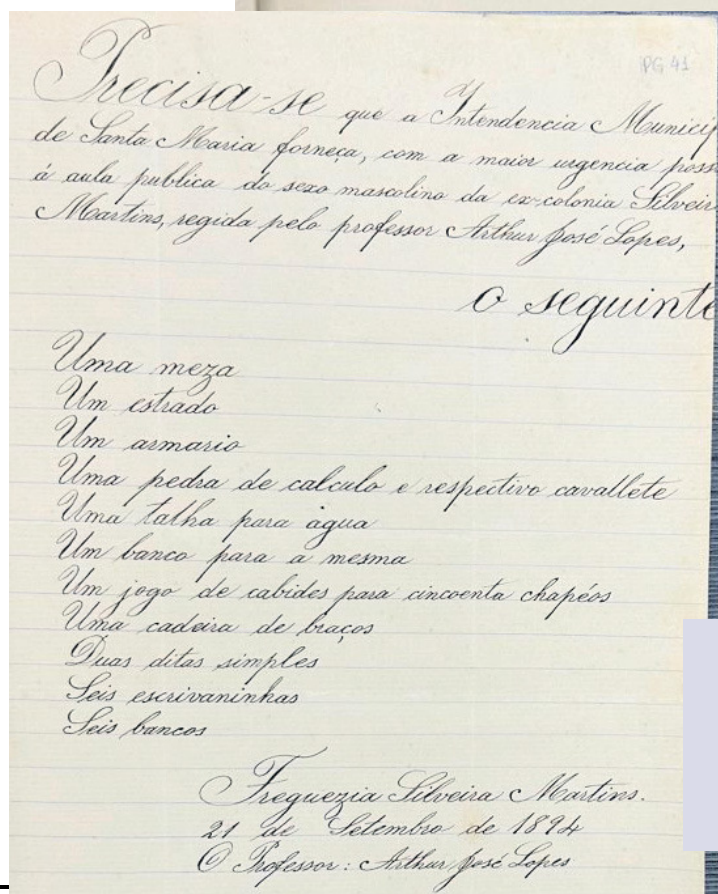 PG 41
Precisa-se que a Intendencia Municip
de Santa Maria forneça, com a maior urgencia poss
á aula publica do sexo mascolino da ex-colonia Silveir
Martins, regida pelo professor Arthur José Lopes,
o seguinte
Uma meza
Um estrado
Um armario
Uma pedra de calculo e respectivo cavallete
Uma talha para agua
Um banco para a mesma
Um jogo de cabides para cincoenta chapéos
Uma cadeira de braços
Duas ditas simples
Seis escrivaninhas
Seis bancos
Freguezia Silveira Martins.
21 de Setembro de 1894
O Professor: Arthur José Lopes